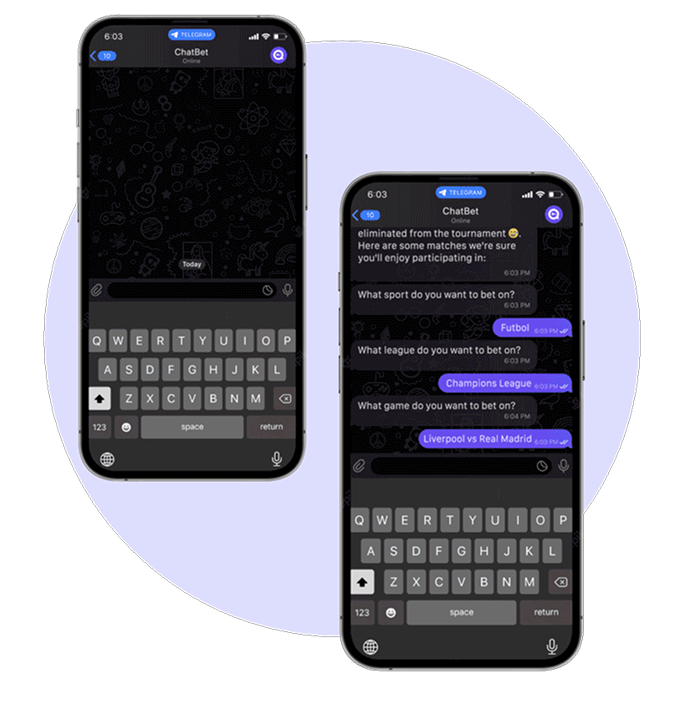 6:03
TELEGRAM
10
ChatBet
Online
Today
Q W E R T Y U I O P
A S D F G H J K L
Z X C V B N M
123
space
return
6:03
TELEGRAM
10
ChatBet
Online
eliminated from the tournament 😅.
Here are some matches we're sure
you'll enjoy participating in:
6:03 PM
What sport do you want to bet on?
6:03 PM
Futbol 6:03 PM
What league do you want to bet on?
6:03 PM
Champions League 6:03 PM
What game do you want to bet on?
6:04 PM
Liverpool vs Real Madrid 6:03 PM
Q W E R T Y U I O P
A S D F G H J K L
Z X C V B N M
123
space
return